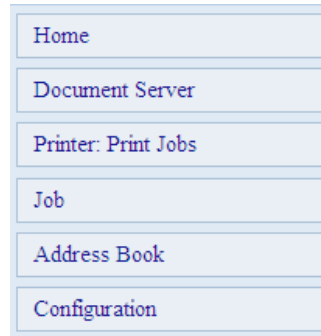 Home
Document Server
Printer: Print Jobs
Job
Address Book
Configuration